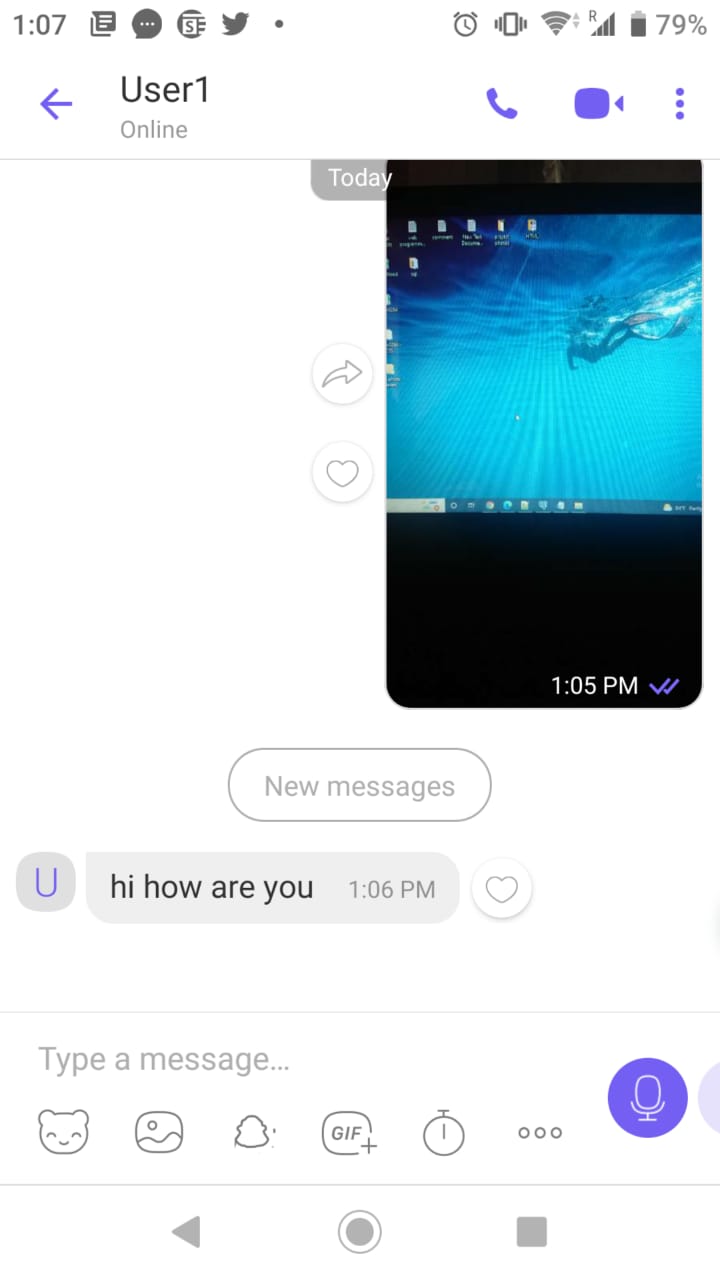 1:07
R
79%
User1
Online
Today
HTML
1:05 PM
New messages
U
hi how are you 1:06 PM
Type a message...
GIF